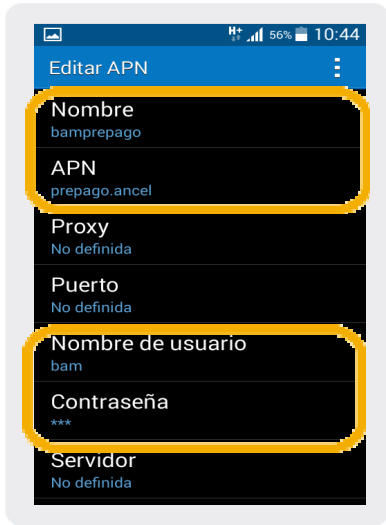 H+ 56% 10:44
Editar APN
Nombre
bamprepago
APN
prepago.ancel
Proxy
No definida
Puerto
No definida
Nombre de usuario
bam
Contraseña
***
Servidor
No definida